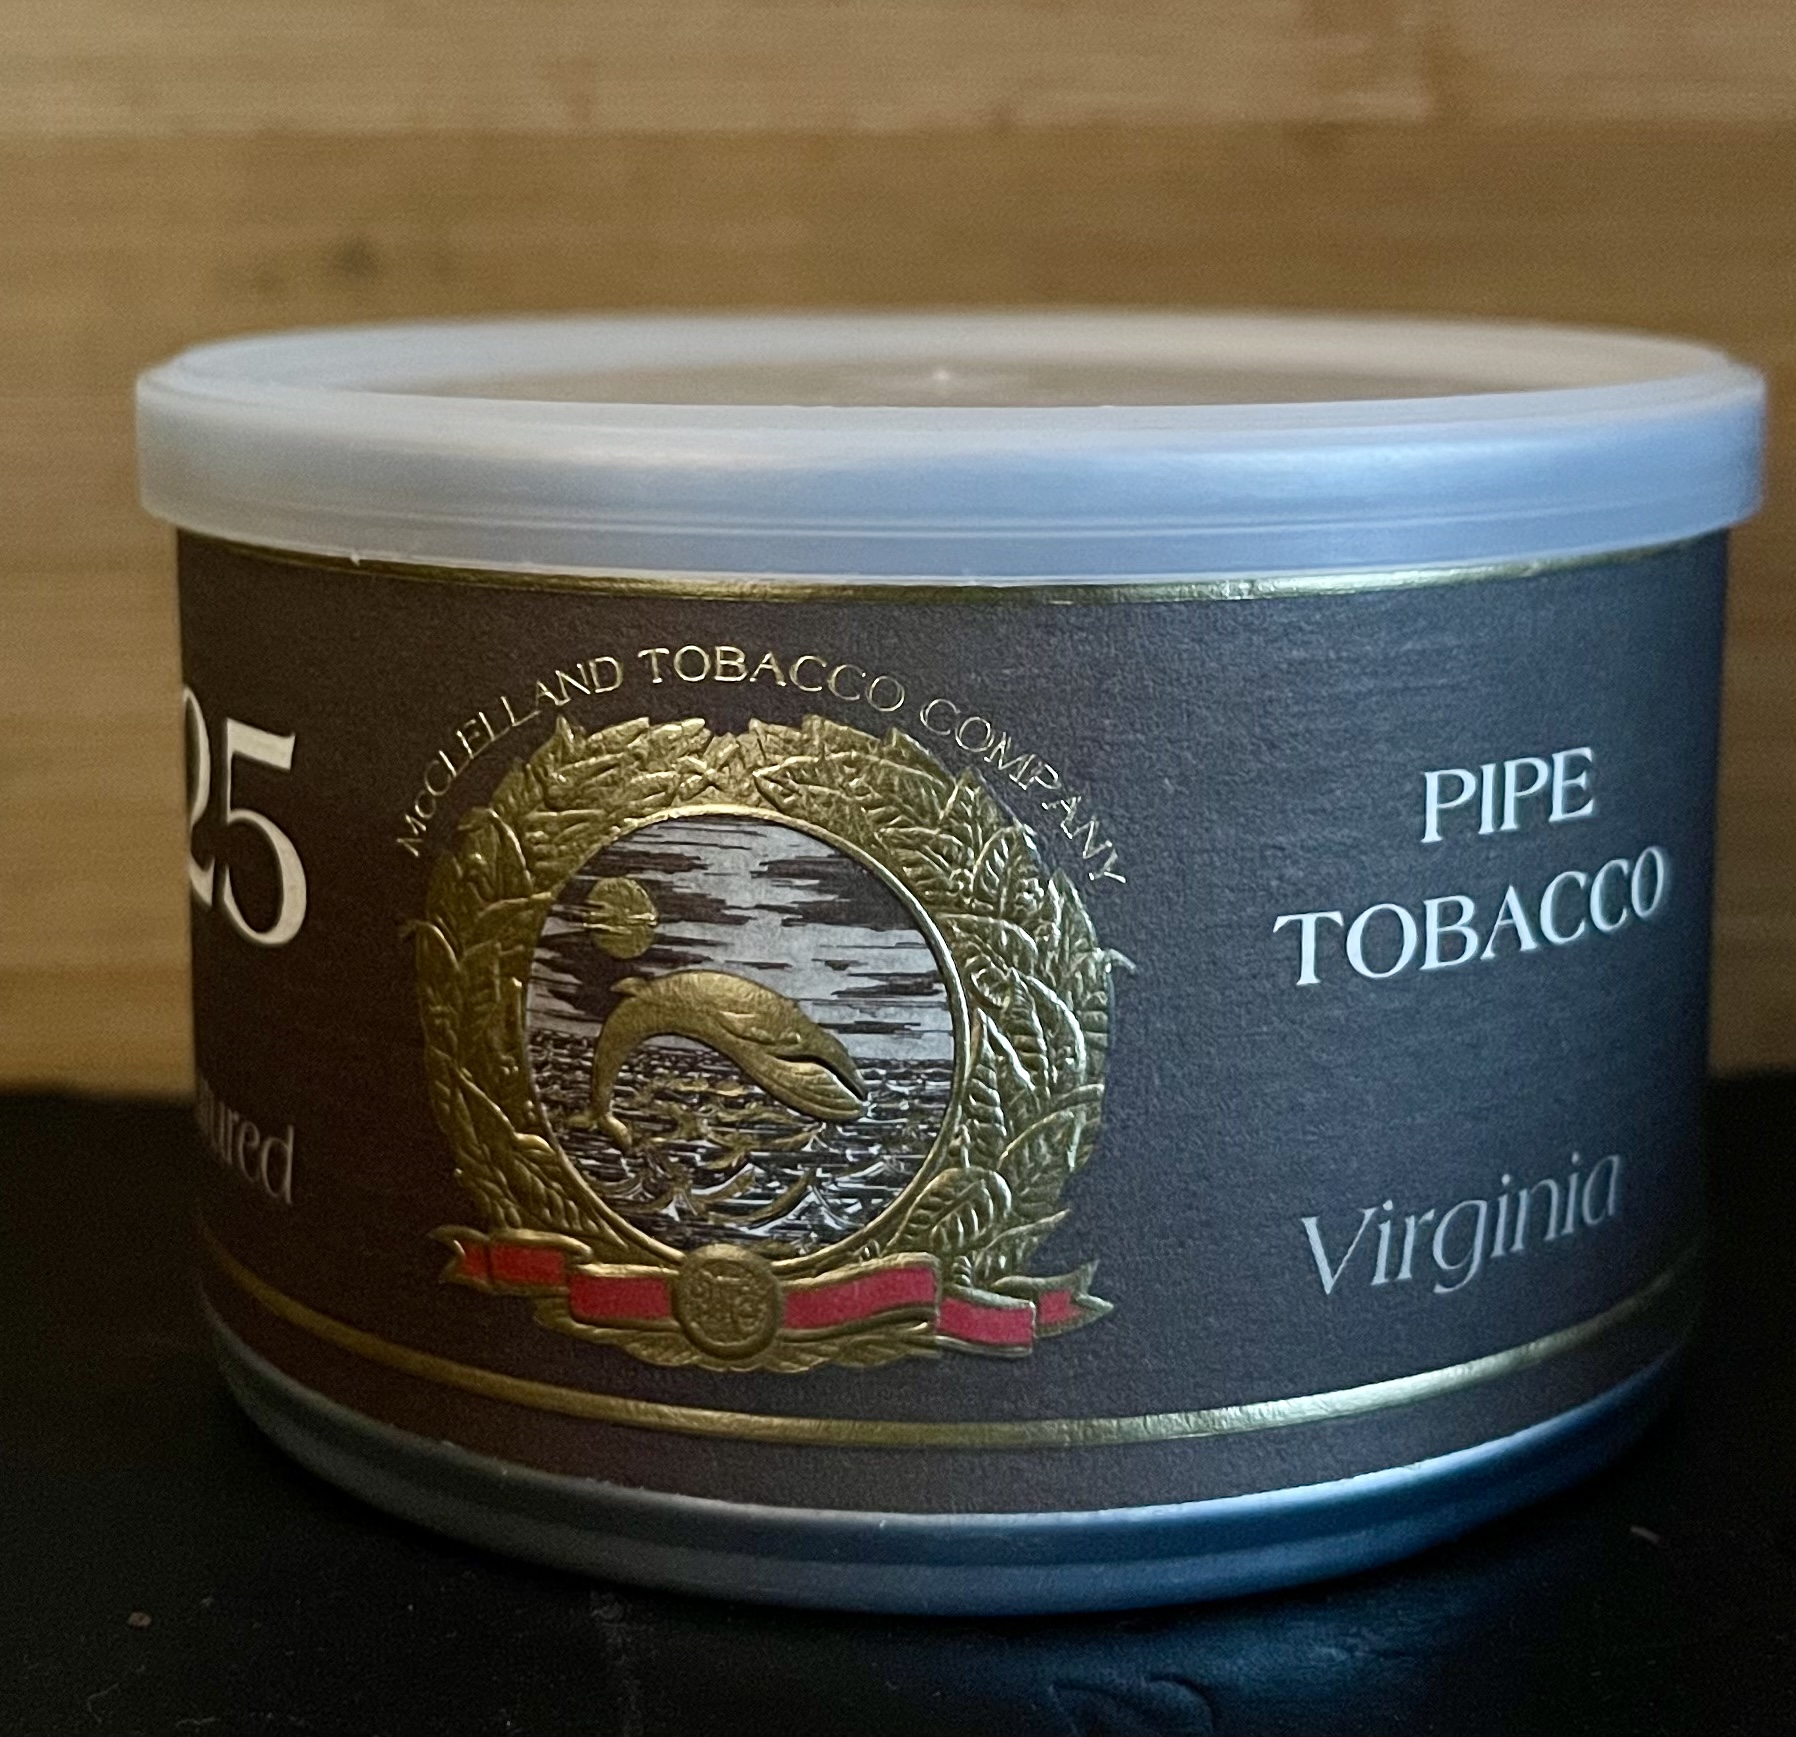 25
MCCLELLAND TOBACCO COMPANY
PIPE
TOBACCO
Virginia